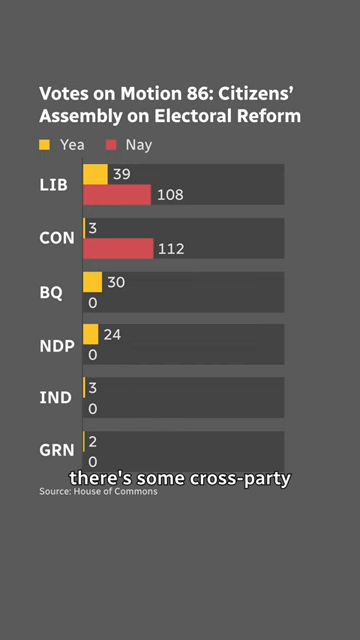 Votes on Motion 86: Citizens'
Assembly on Electoral Reform
Yea Nay
LIB 39
108
CON 3
112
BQ 30
0
NDP 24
0
IND 3
0
GRN 2
0
there's some cross-party
Source: House of Commons